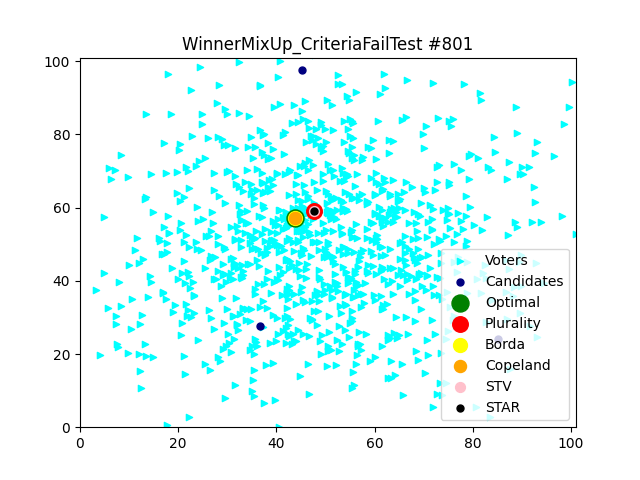 WinnerMixUp_CriteriaFailTest #801
100
80
60
40
20
0
0
20
40
60
80
100
Voters
Candidates
Optimal
Plurality
Borda
Copeland
STV
STAR